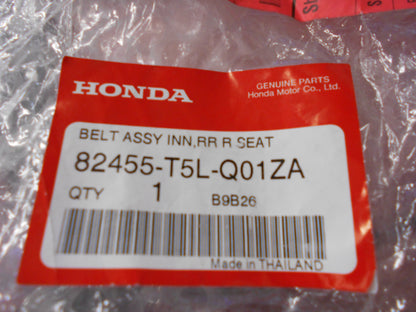 HONDA
GENUINE PARTS
Honda Motor Co., Ltd.
BELT ASSY INN,RR R SEAT
82455-T5L-Q01ZA
QTY 1 B9B26
Made in THAILAND